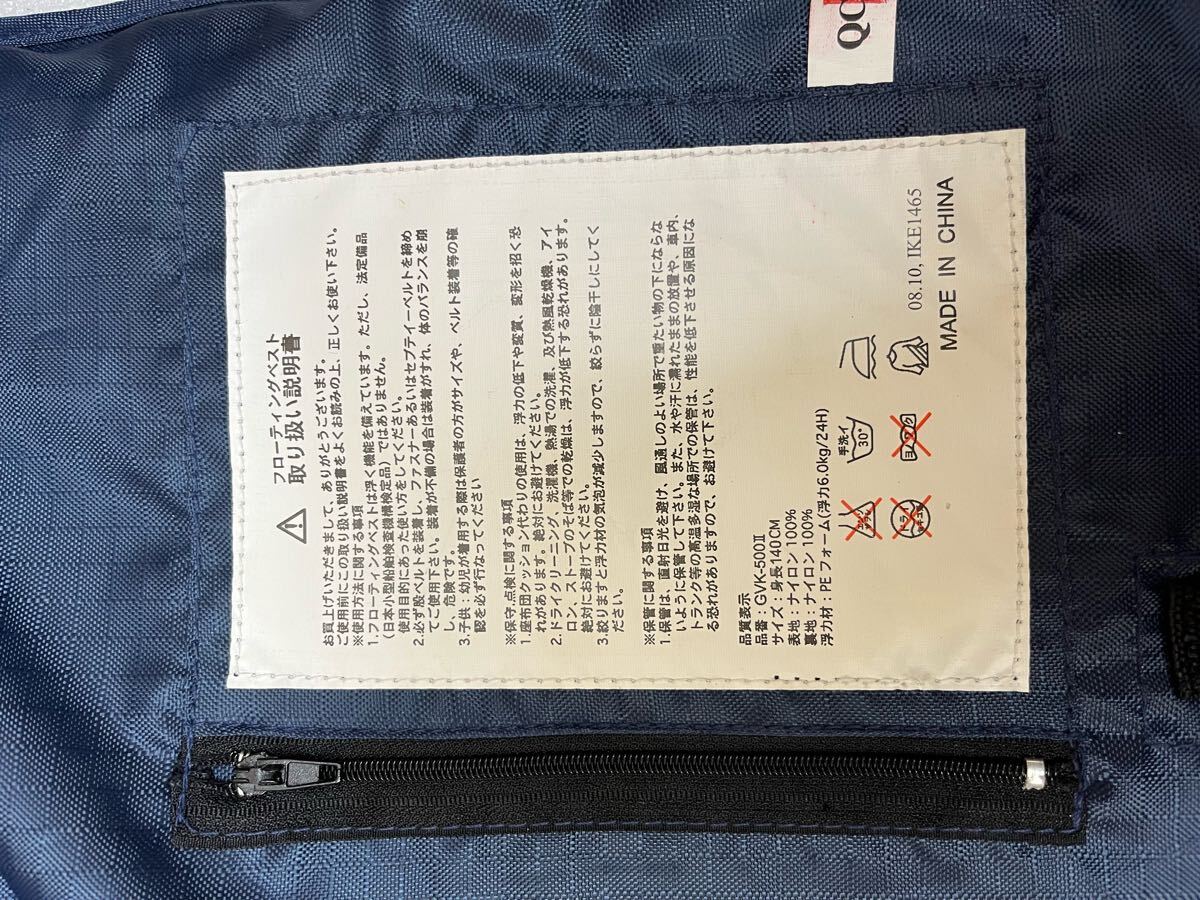 QC
フローティングベスト
取り扱い説明書
お買上げいただきまして、ありがとうございます。
ご使用前にこの取り扱い説明書をよくお読みの上、正しくお使い下さい。
※使用方法に関する事項
1.フローティングベストは浮く機能を備えています。ただし、法定備品
(日本小型船舶検査機構検定品)ではありません。
使用目的にあった使い方をしてください。
2.必ず股ベルトを装着し、ファスナーあるいはセブティーベルトを締め
てご使用下さい。装着が不備の場合は装着がずれ、体のバランスを崩
し、危険です。
3.子供：幼児が着用する際は保護者の方がサイズや、ベルト装着等の確
認を必ず行なってください
※保守点検に関する事項
1.座布団クッション代わりの使用は、浮力の低下や変質、変形を招く恐
れがあります。絶対にお避けてください。
2.ドライクリーニング、洗濯機、熱湯での洗濯、及び熱風乾燥機、アイ
ロン、ストーブのそば等での乾燥は、浮力が低下する恐れがあります。
絶対にお避けてください。
3.絞りますと浮力材の気泡が減少しますので、絞らずに陰干しにしてく
ださい。
※保管に関する事項
1.保管は、直射日光を避け、風通しのよい場所で重たい物の下にならな
いように保管して下さい。また、水や汗に濡れたままの放置や、車内、
トランク等の高温多湿な場所での保管は、性能を低下させる原因にな
る恐れがありますので、お避けて下さい。
品質表示
品番：GVK-500Ⅱ
サイズ：身長140CM
表地：ナイロン 100%
裏地：ナイロン 100%
浮力材：PEフォーム(浮力6.0kg/24H)
手洗イ
30°
エンソ
サラシ
ドライ
08.10, IKE1465
MADE IN CHINA